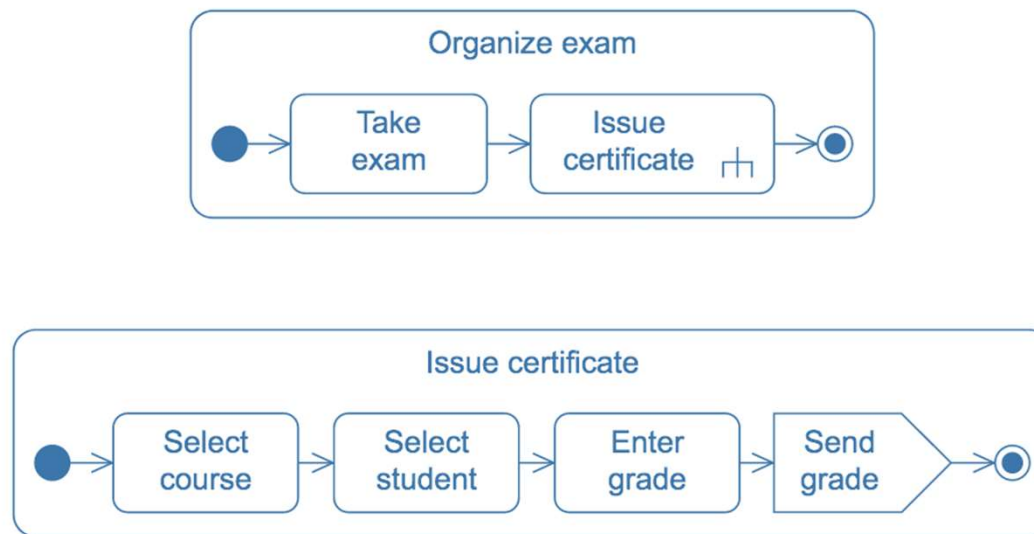 Organize exam
Take
exam
Issue
certificate
Issue certificate
Select
course
Select
student
Enter
grade
Send
grade